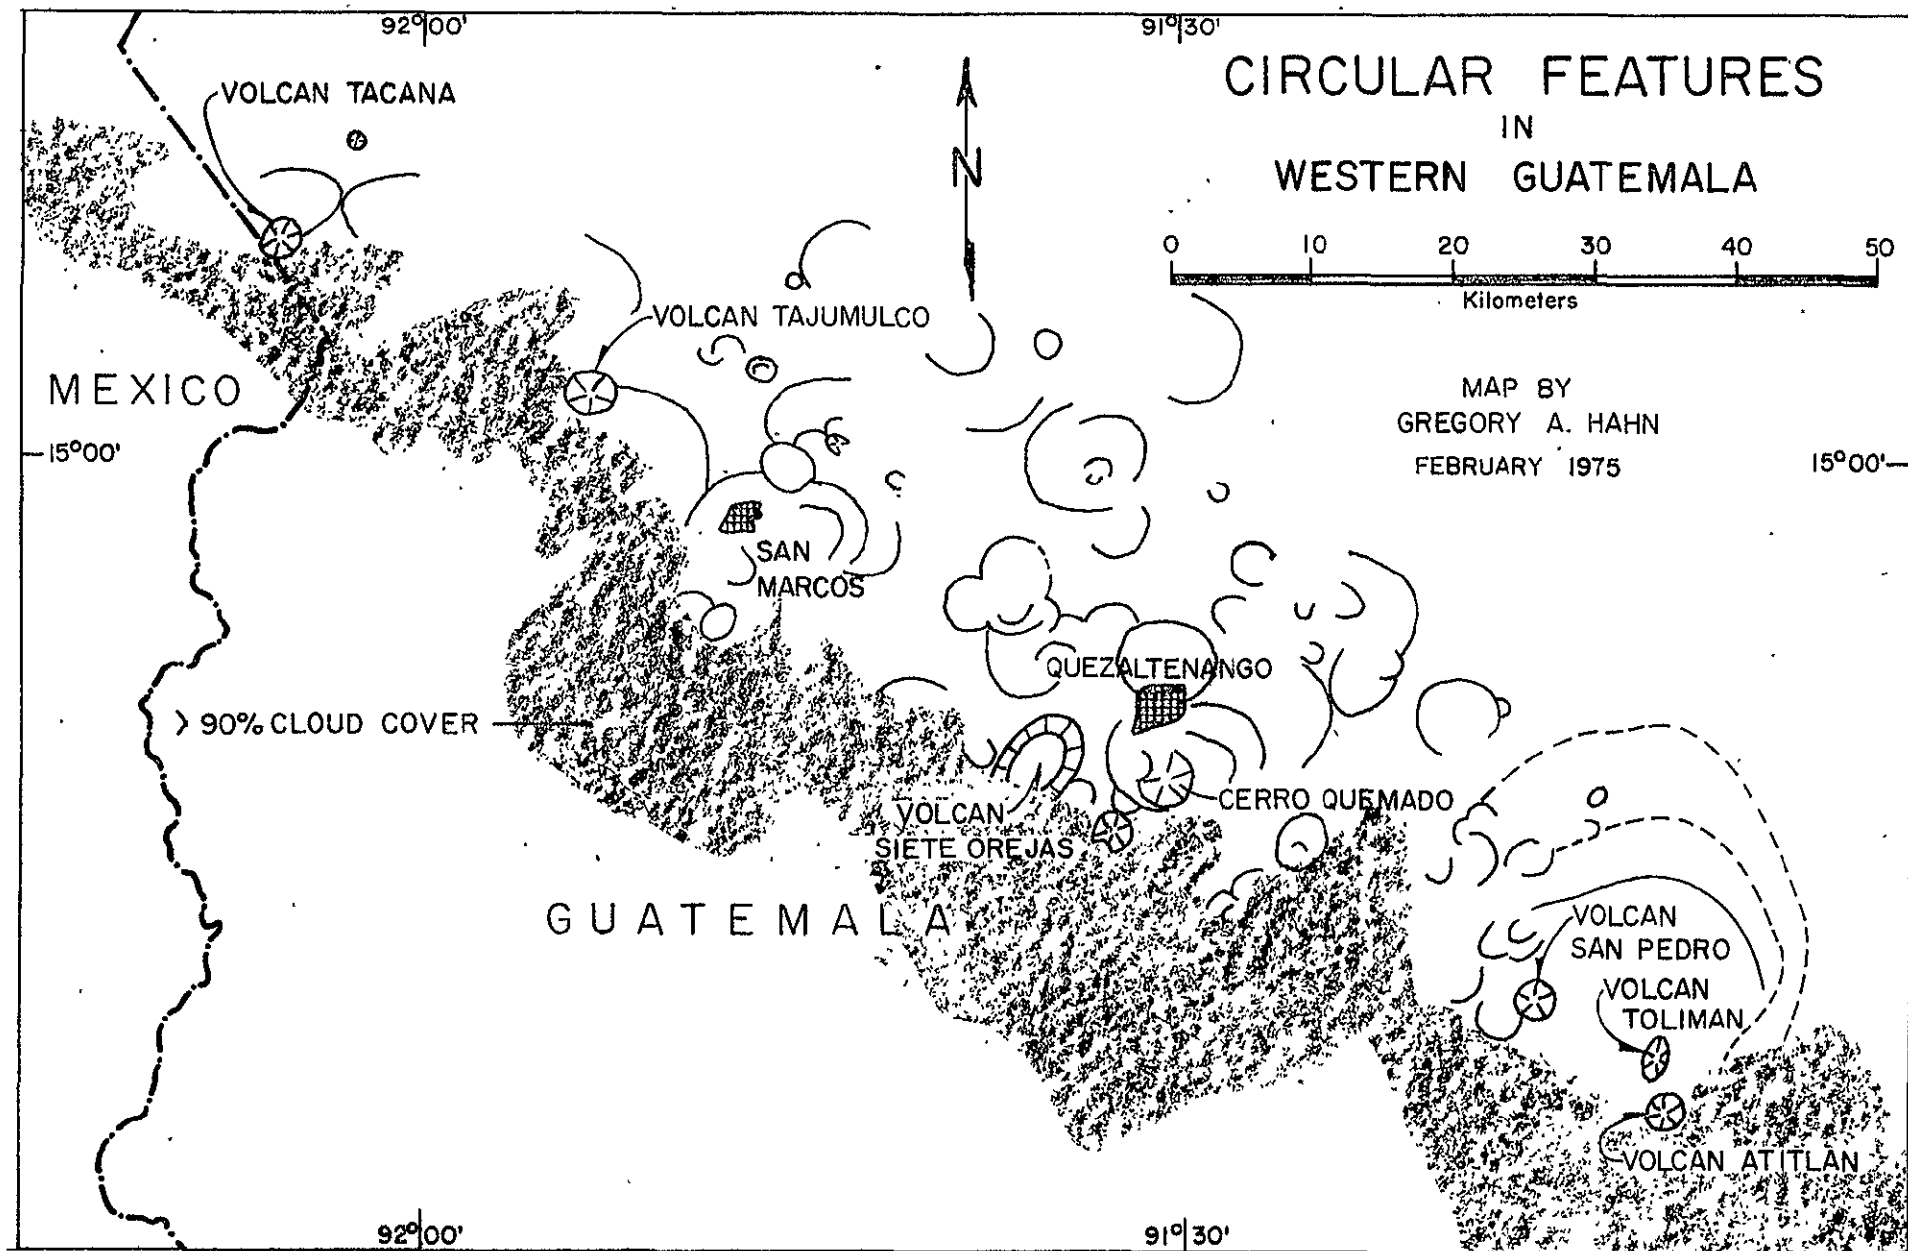 92°00'
91°30'
CIRCULAR FEATURES
IN
WESTERN GUATEMALA
VOLCAN TACANA
N
0 10 20 30 40 50
Kilometers
VOLCAN TAJUMULCO
MEXICO
MAP BY
GREGORY A. HAHN
FEBRUARY 1975
15°00'
15°00'
SAN
MARCOS
QUEZALTENANGO
> 90% CLOUD COVER
CERRO QUEMADO
VOLCAN
SIETE OREJAS
GUATEMALA
VOLCAN
SAN PEDRO
VOLCAN
TOLIMAN
VOLCAN ATITLAN
92°00'
91°30'